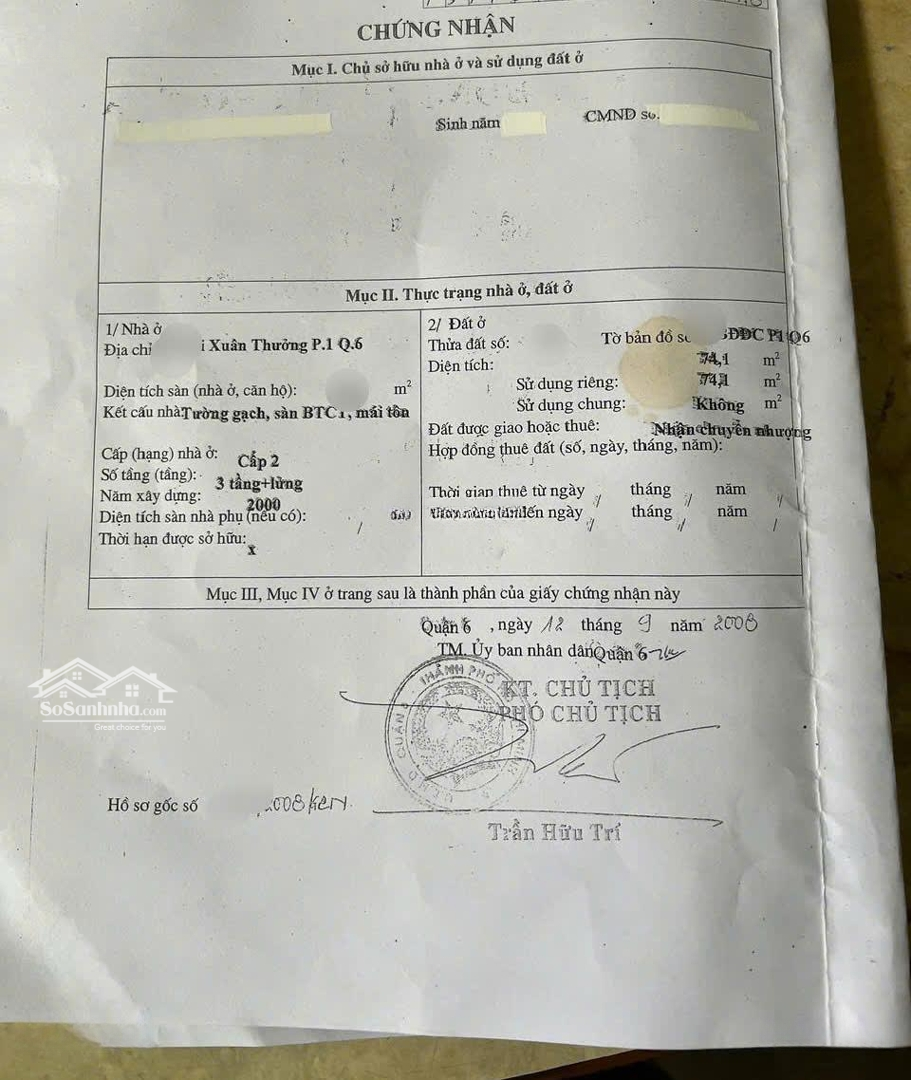 CHỨNG NHẬN
Mục I. Chủ sở hữu nhà ở và sử dụng đất ở
Sinh năm CMND số.
Mục II. Thực trạng nhà ở, đất ở
1/ Nhà ở
Địa chỉ i Xuân Thưởng P.1 Q.6
Diện tích sàn (nhà ở, căn hộ): m²
Kết cấu nhà Tường gạch, sàn BTC, mái tôn
Cấp (hạng) nhà ở: Cấp 2
Số tầng (tầng): 3 tầng+lửng
Năm xây dựng: 2000
Diện tích sàn nhà phụ (nếu có): /
Thời hạn được sở hữu: x
2/ Đất ở
Thửa đất số: Tờ bản đồ số ĐDC P1 Q6
Diện tích: 74,1 m²
Sử dụng riêng: 74,1 m²
Sử dụng chung: Không m²
Đất được giao hoặc thuê: Nhận chuyển nhượng
Hợp đồng thuê đất (số, ngày, tháng, năm):
Thời gian thuê từ ngày / tháng / năm /
đến ngày / tháng / năm /
Mục III, Mục IV ở trang sau là thành phần của giấy chứng nhận này
Quận 6 , ngày 12 tháng 9 năm 2008
TM. Ủy ban nhân dân Quận 6
KT. CHỦ TỊCH
PHÓ CHỦ TỊCH
THÀNH PHỐ
Hồ sơ gốc số 2008/
Trần Hữu Trí
SoSanhnha.com
Great choice for you